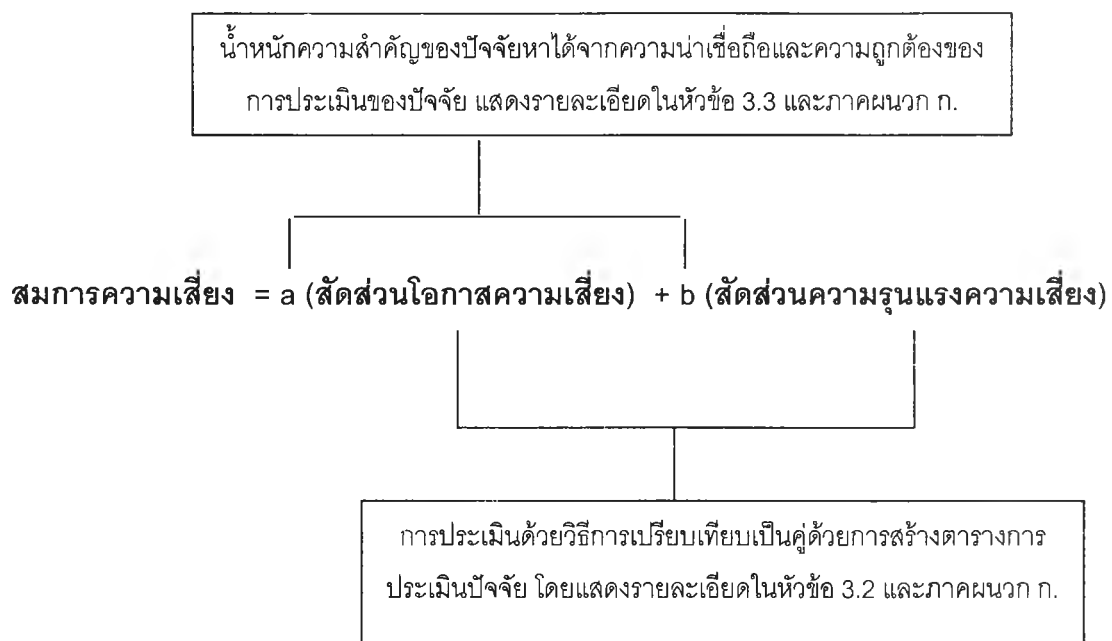 น้ำหนักความสำคัญของปัจจัยหาได้จากความน่าเชื่อถือและความถูกต้องของ
การประเมินของปัจจัย แสดงรายละเอียดในหัวข้อ 3.3 และภาคผนวก ก.
สมการความเสี่ยง = a (สัดส่วนโอกาสความเสี่ยง) + b (สัดส่วนความรุนแรงความเสี่ยง)
การประเมินด้วยวิธีการเปรียบเทียบเป็นคู่ด้วยการสร้างตารางการ
ประเมินปัจจัย โดยแสดงรายละเอียดในหัวข้อ 3.2 และภาคผนวก ก.